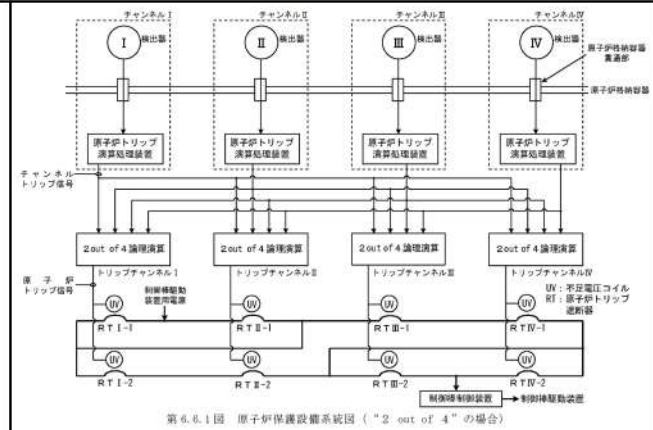 チャンネルⅠ
チャンネルⅡ
チャンネルⅢ
チャンネルⅣ
Ⅰ
検出器
Ⅱ
検出器
Ⅲ
検出器
Ⅳ
検出器
原子炉格納容器
貫通部
原子炉格納容器
原子炉トリップ
演算処理装置
原子炉トリップ
演算処理装置
原子炉トリップ
演算処理装置
原子炉トリップ
演算処理装置
チャンネル
トリップ信号
2out of 4論理演算
2out of 4論理演算
2out of 4論理演算
2out of 4論理演算
トリップチャンネルⅠ
トリップチャンネルⅡ
トリップチャンネルⅢ
トリップチャンネルⅣ
原子炉
トリップ信号
制御棒駆動
装置用電源
UV:不足電圧コイル
RT:原子炉トリップ
遮断器
UV
UV
UV
UV
RTⅠ-1
RTⅡ-1
RTⅢ-1
RTⅣ-1
UV
UV
UV
UV
RTⅠ-2
RTⅡ-2
RTⅢ-2
RTⅣ-2
制御棒制御装置
制御棒駆動装置
第6.6.1図 原子炉保護設備系統図(“2 out of 4”の場合)